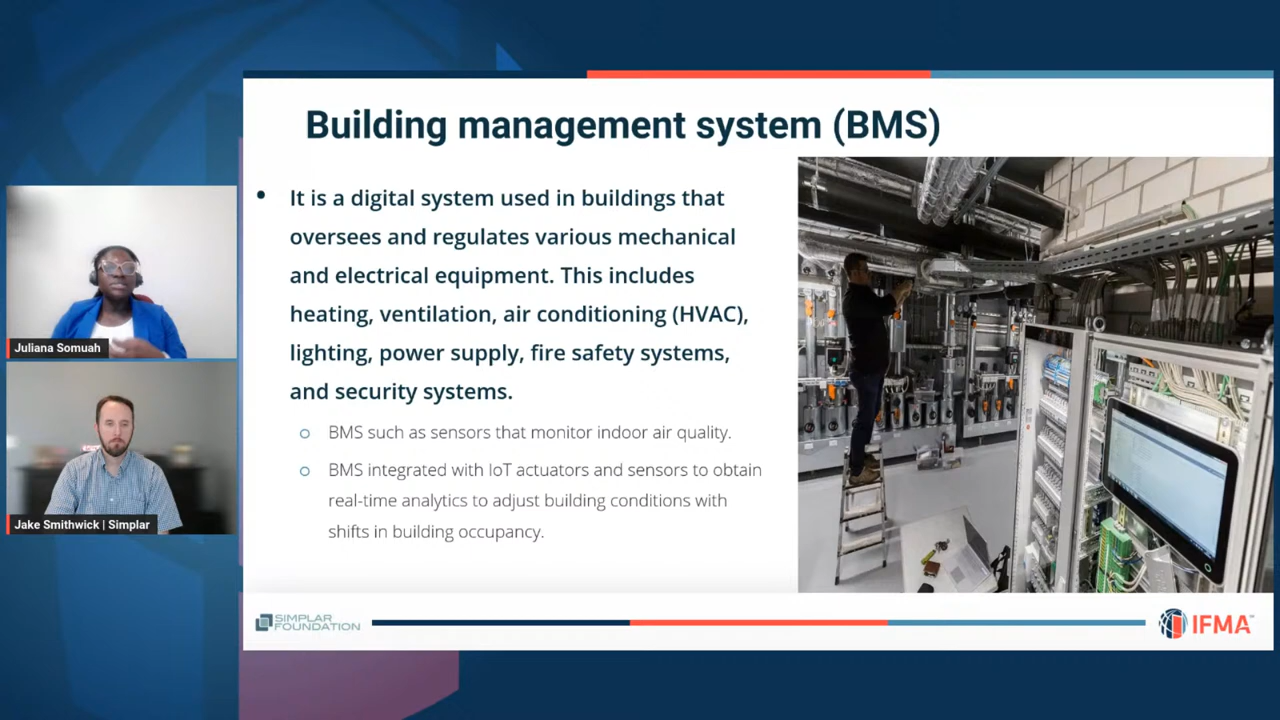 Building management system (BMS)
• It is a digital system used in buildings that
oversees and regulates various mechanical
and electrical equipment. This includes
heating, ventilation, air conditioning (HVAC),
lighting, power supply, fire safety systems,
and security systems.
BMS such as sensors that monitor indoor air quality.
BMS integrated with IoT actuators and sensors to obtain
real-time analytics to adjust building conditions with
shifts in building occupancy.
Juliana Somuah
Jake Smithwick | Simplar
SIMPLAR
FOUNDATION
IFMA